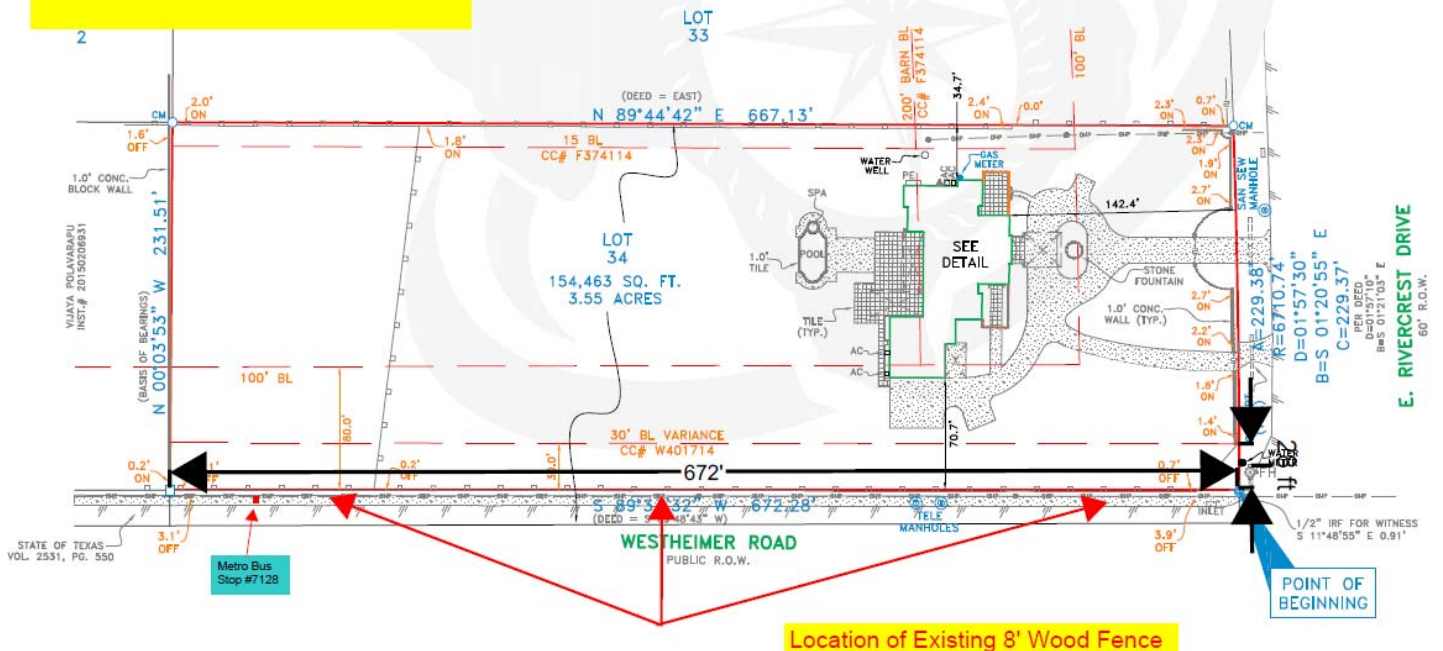 LOT
33
2
(DEED = EAST)
N 89°44'42" E 667.13'
200' BARN BL
CC# F374114
100' BL
34.7'
CM
2.0'
1.6'
OFF
1.8'
ON
15 BL
CC# F374114
2.4'
ON
0.0'
2.3'
ON
0.7'
ON
CM
2.3'
1.9'
ON
2.7'
ON
SAN SEW
MANHOLE
1.0' CONC.
BLOCK WALL
WATER
WELL
GAS
METER
PE
AC
SPA
POOL
1.0'
TILE
142.4'
SEE
DETAIL
STONE
FOUNTAIN
TILE
(TYP.)
1.0' CONC.
WALL (TYP.)
2.7'
ON
2.2'
ON
1.8'
ON
1.4'
ON
AC
AC
LOT
34
154,463 SQ. FT.
3.55 ACRES
VIJAYA POLAVARAPU
INST.# 20150206931
(BASIS OF BEARINGS)
N 00°03'53" W 231.51'
A=229.38'
R=6710.74'
D=01°57'30"
B=S 01°20'55" E
C=229.37'
PER DEED
D=01°57'10"
B=S 01°21'03" E
E. RIVERCREST DRIVE
60' R.O.W.
100' BL
80.0'
30' BL VARIANCE
CC# W401714
30.0'
70.7'
28 ft
0.2'
ON
0.2'
OFF
672'
0.7'
OFF
672.28'
INLET
TELE
MANHOLES
3.1'
OFF
3.9'
OFF
1/2" IRF FOR WITNESS
S 11°48'55" E 0.91'
STATE OF TEXAS
VOL. 2531, PG. 550
WESTHEIMER ROAD
PUBLIC R.O.W.
Metro Bus
Stop #7128
POINT OF
BEGINNING
Location of Existing 8' Wood Fence